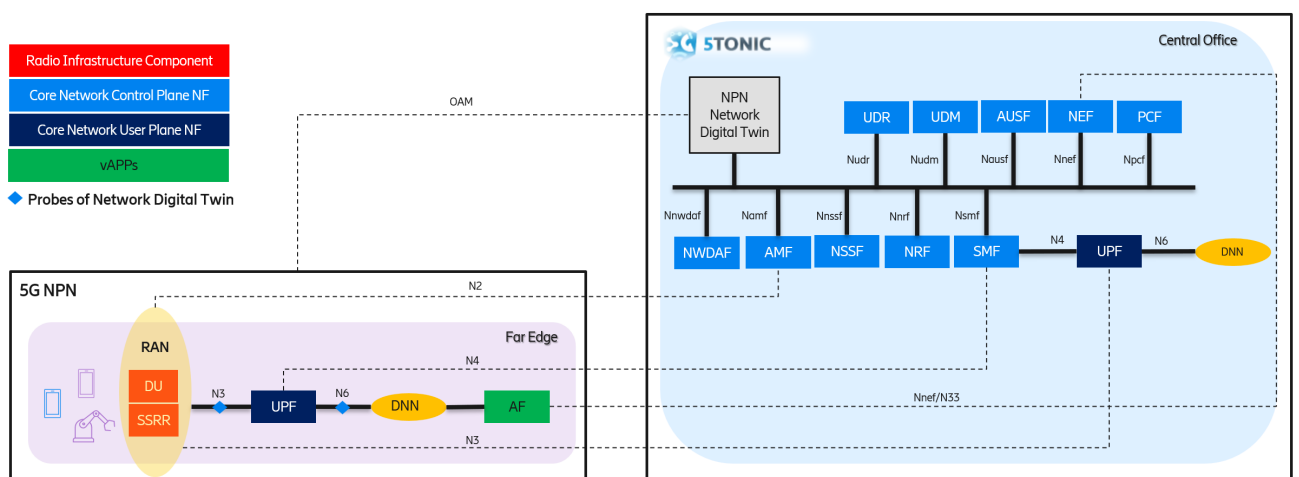 Radio Infrastructure Component
Core Network Control Plane NF
Core Network User Plane NF
vAPPs
Probes of Network Digital Twin
OAM
5TONIC
Central Office
NPN
Network
Digital Twin
UDR
UDM
AUSF
NEF
PCF
Nudr
Nudm
Nausf
Nnef
Npcf
Nnwdaf
Namf
Nnssf
Nnrf
Nsmf
NWDAF
AMF
NSSF
NRF
SMF
N4
UPF
N6
DNN
5G NPN
N2
Far Edge
RAN
N4
DU
SSRR
N3
UPF
N6
DNN
AF
Nnef/N33
N3